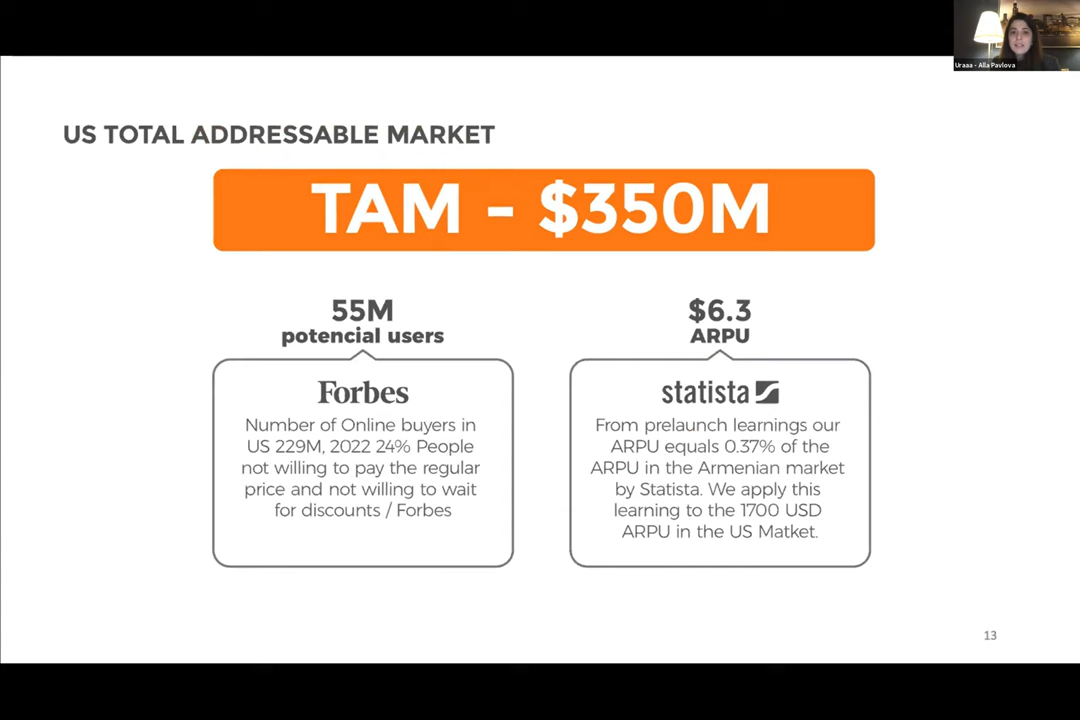 Uraaa - Alla Pavlova
US TOTAL ADDRESSABLE MARKET
TAM - $350M
55M
potencial users
Forbes
Number of Online buyers in
US 229M, 2022 24% People
not willing to pay the regular
price and not willing to wait
for discounts / Forbes
$6.3
ARPU
statista
From prelaunch learnings our
ARPU equals 0.37% of the
ARPU in the Armenian market
by Statista. We apply this
learning to the 1700 USD
ARPU in the US Matket.
13